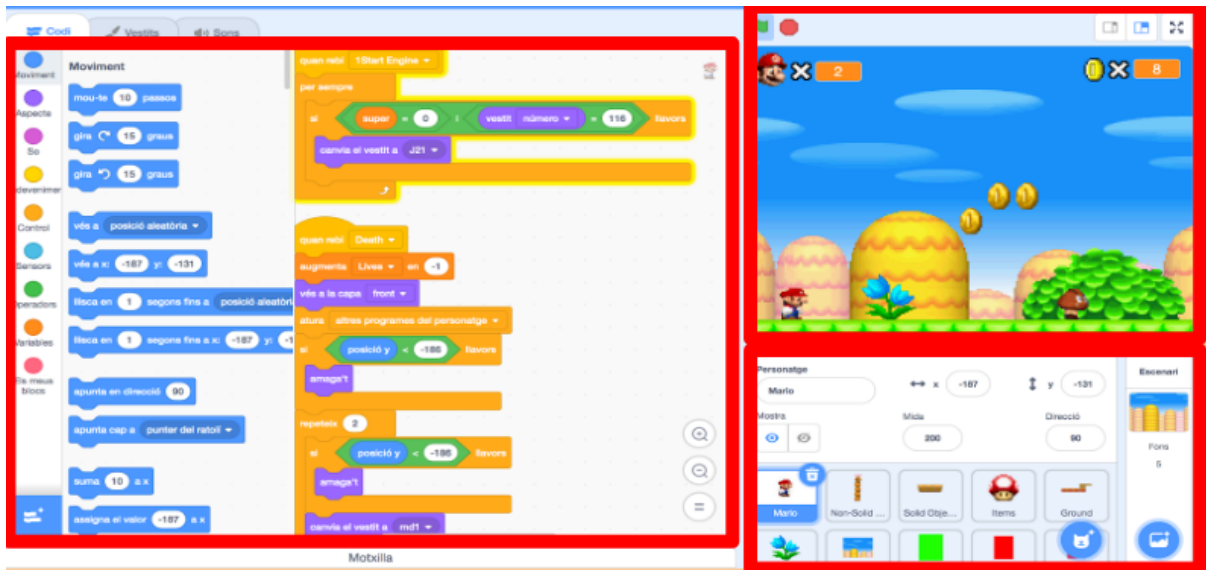 Codi
Vestits
Sons
Moviment
Aspecte
So
Control
Sensors
Operadors
Variables
Els meus
blocs
Moviment
mou-te 10 passos
gira 15 graus
gira 15 graus
vés a posició aleatòria
vés a x: -187 y: -131
llisca en 1 segons fins a posició aleatòri
llisca en 1 segons fins a x: -187 y: -1
apunta en direcció 90
apunta cap a punter del ratolí
suma 10 a x
assigna el valor -187 a x
quan rebi 1Start Engine
per sempre
si super = 0 i vestit número = 116 llavors
canvia el vestit a J21
quan rebi Death
augmenta Lives en -1
vés a la capa front
atura altres programes del personatge
si posició y < -186 llavors
amaga't
repeteix 2
si posició y < -186 llavors
amaga't
canvia el vestit a md1
Motxilla
2
8
Personatge
Mario
x -187
y -131
Mostra
Mida
200
Direcció
90
Mario
Non-Solid ...
Solid Obje...
Items
Ground
Escenari
Fons
5